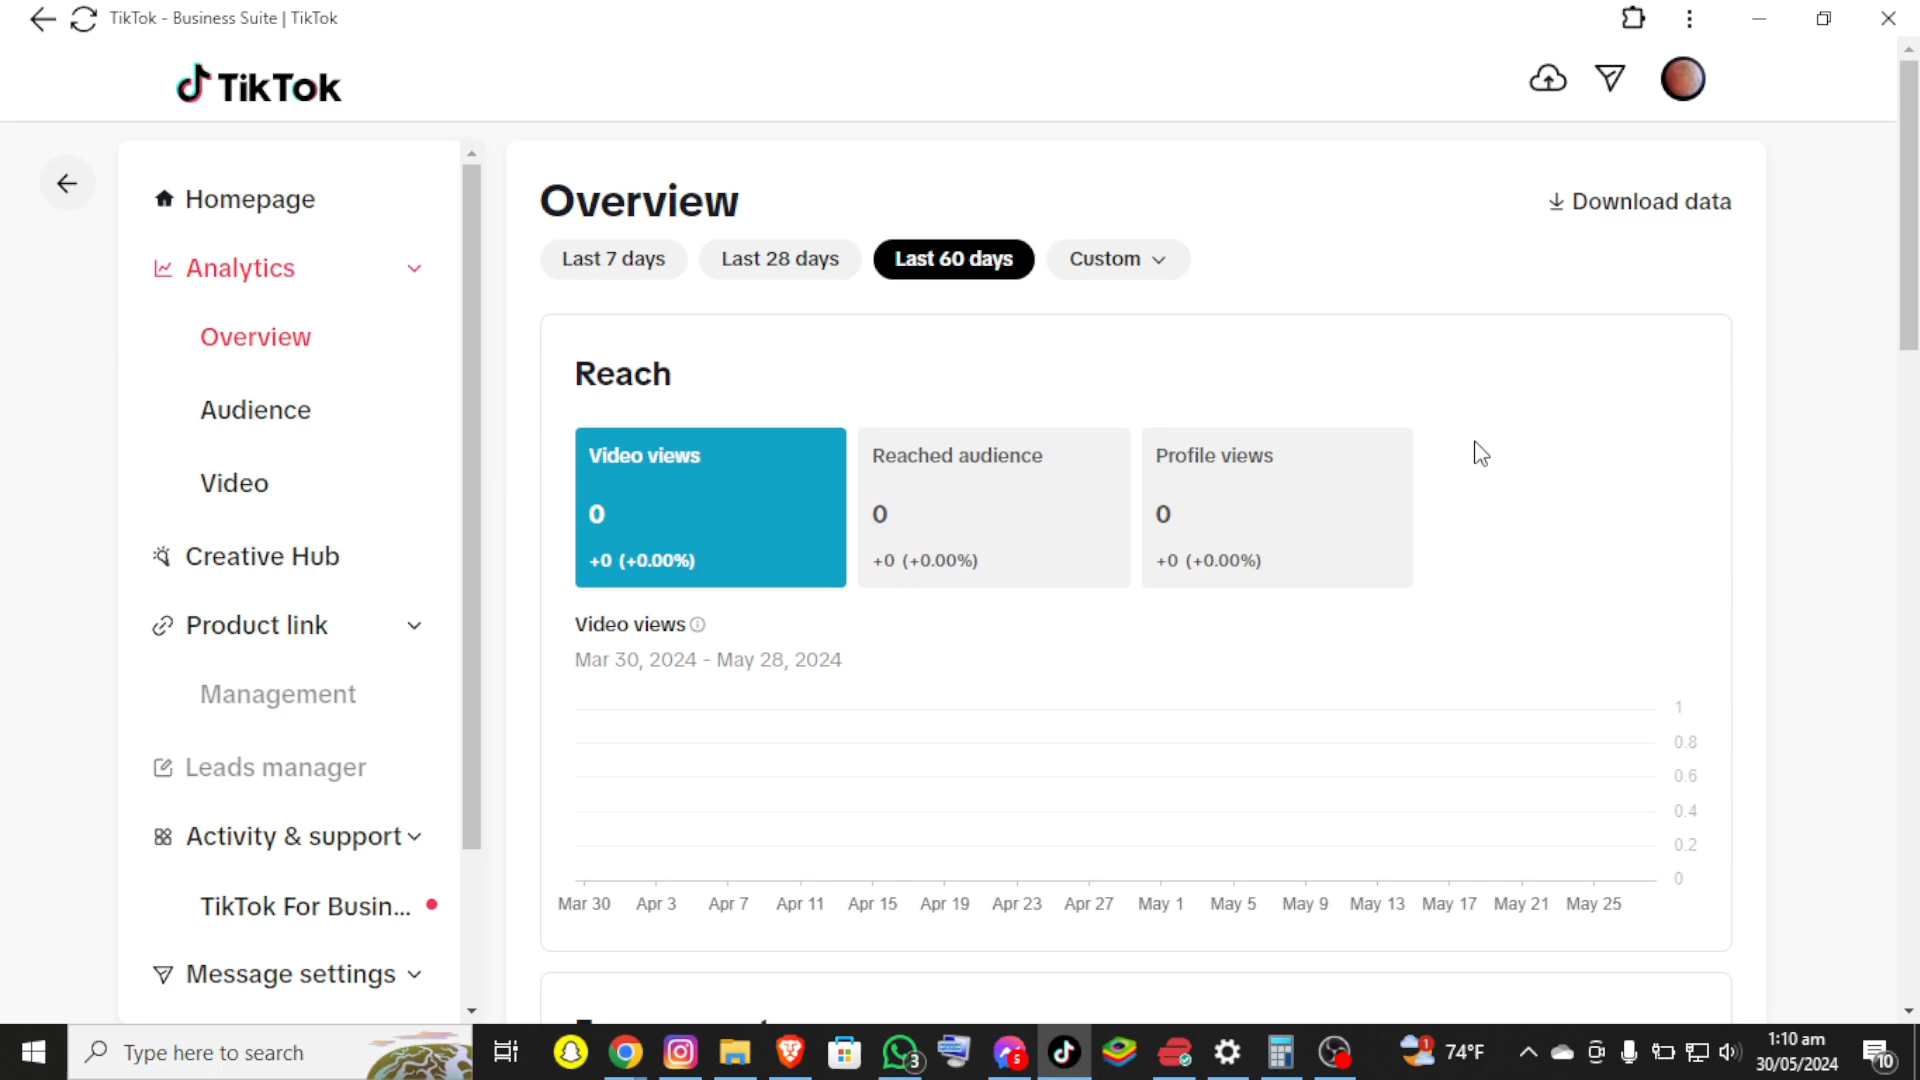 TikTok - Business Suite | TikTok
TikTok
Homepage
Analytics
Overview
Audience
Video
Creative Hub
Product link
Management
Leads manager
Activity & support
TikTok For Busin...
Message settings
Overview
Download data
Last 7 days
Last 28 days
Last 60 days
Custom
Reach
Video views
0
+0 (+0.00%)
Reached audience
0
+0 (+0.00%)
Profile views
0
+0 (+0.00%)
Video views
Mar 30, 2024 - May 28, 2024
1
0.8
0.6
0.4
0.2
0
Mar 30 Apr 3 Apr 7 Apr 11 Apr 15 Apr 19 Apr 23 Apr 27 May 1 May 5 May 9 May 13 May 17 May 21 May 25
Type here to search
3
1
74°F
1:10 am
30/05/2024
10